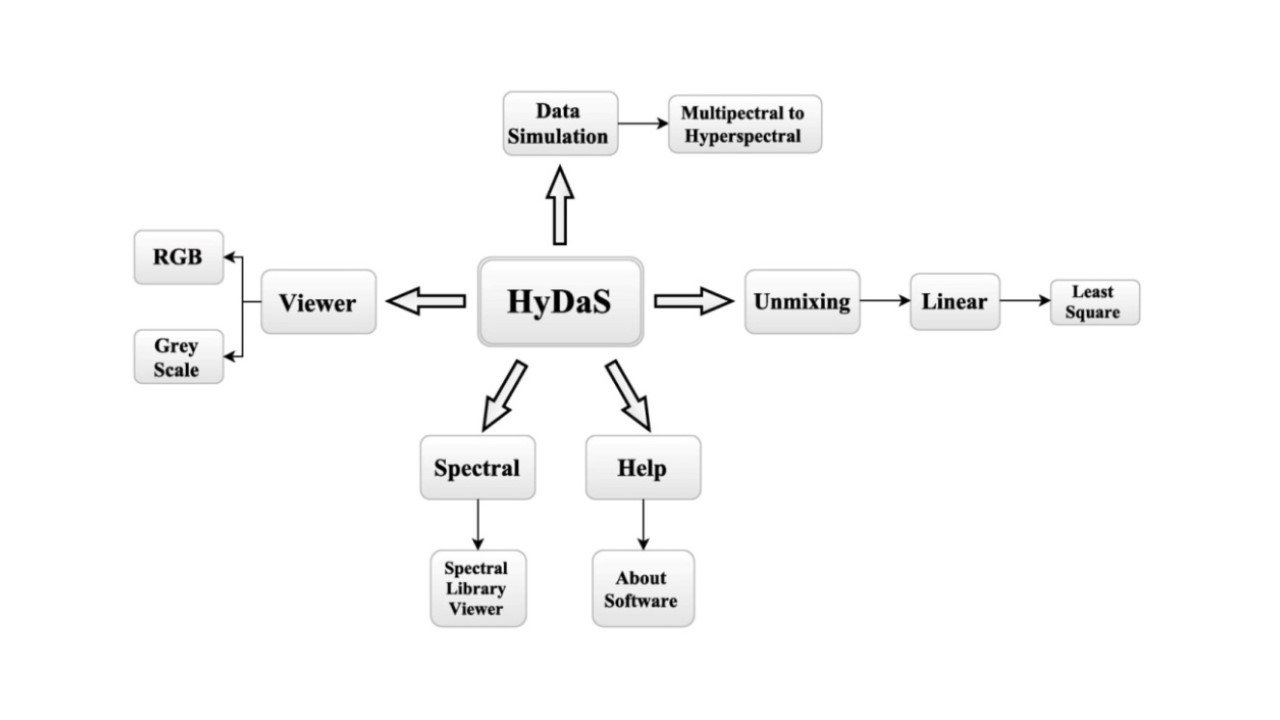 Data
Simulation
Multipectral to
Hyperspectral
RGB
Grey
Scale
Viewer
HyDaS
Unmixing
Linear
Least
Square
Spectral
Help
Spectral
Library
Viewer
About
Software